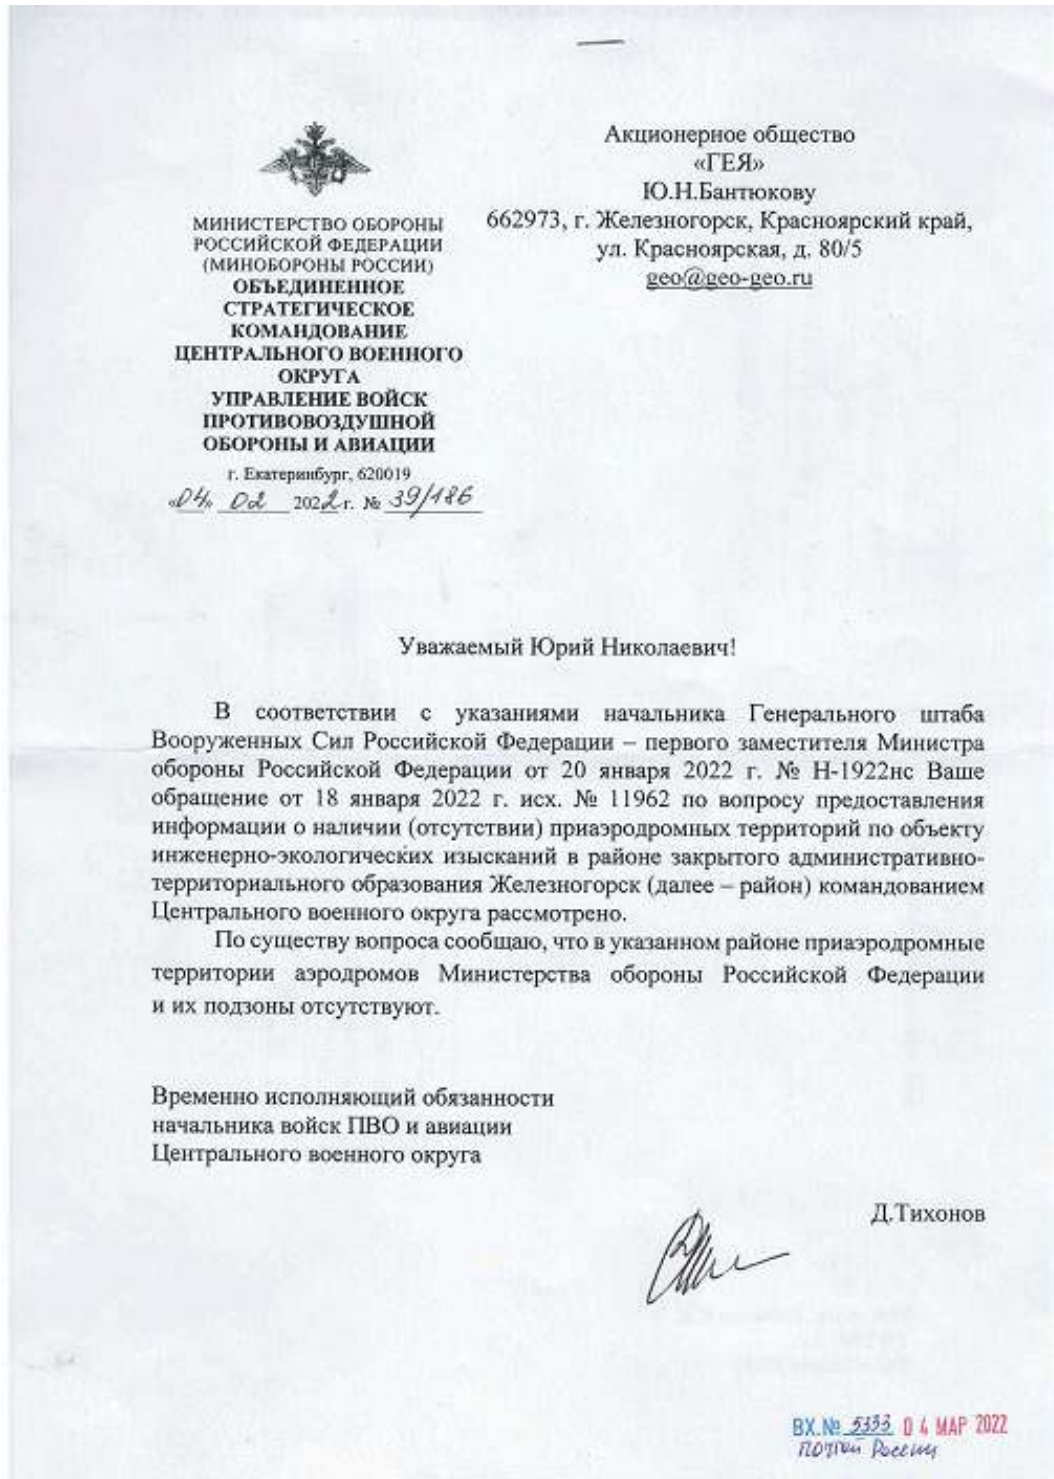 Акционерное общество
«ГЕЯ»
Ю.Н.Бантюкову
662973, г. Железногорск, Красноярский край,
ул. Красноярская, д. 80/5
geo@geo-geo.ru
МИНИСТЕРСТВО ОБОРОНЫ
РОССИЙСКОЙ ФЕДЕРАЦИИ
(МИНОБОРОНЫ РОССИИ)
ОБЪЕДИНЕННОЕ
СТРАТЕГИЧЕСКОЕ
КОМАНДОВАНИЕ
ЦЕНТРАЛЬНОГО ВОЕННОГО
ОКРУГА
УПРАВЛЕНИЕ ВОЙСК
ПРОТИВОВОЗДУШНОЙ
ОБОРОНЫ И АВИАЦИИ
г. Екатеринбург, 620019
«04» 02 2022 г. № 39/186
Уважаемый Юрий Николаевич!
В соответствии с указаниями начальника Генерального штаба
Вооруженных Сил Российской Федерации – первого заместителя Министра
обороны Российской Федерации от 20 января 2022 г. № Н-1922нс Ваше
обращение от 18 января 2022 г. исх. № 11962 по вопросу предоставления
информации о наличии (отсутствии) приаэродромных территорий по объекту
инженерно-экологических изысканий в районе закрытого административно-
территориального образования Железногорск (далее – район) командованием
Центрального военного округа рассмотрено.
По существу вопроса сообщаю, что в указанном районе приаэродромные
территории аэродромов Министерства обороны Российской Федерации
и их подзоны отсутствуют.
Временно исполняющий обязанности
начальника войск ПВО и авиации
Центрального военного округа
Д.Тихонов
ВХ.№ 5333 04 МАР 2022
почтой России